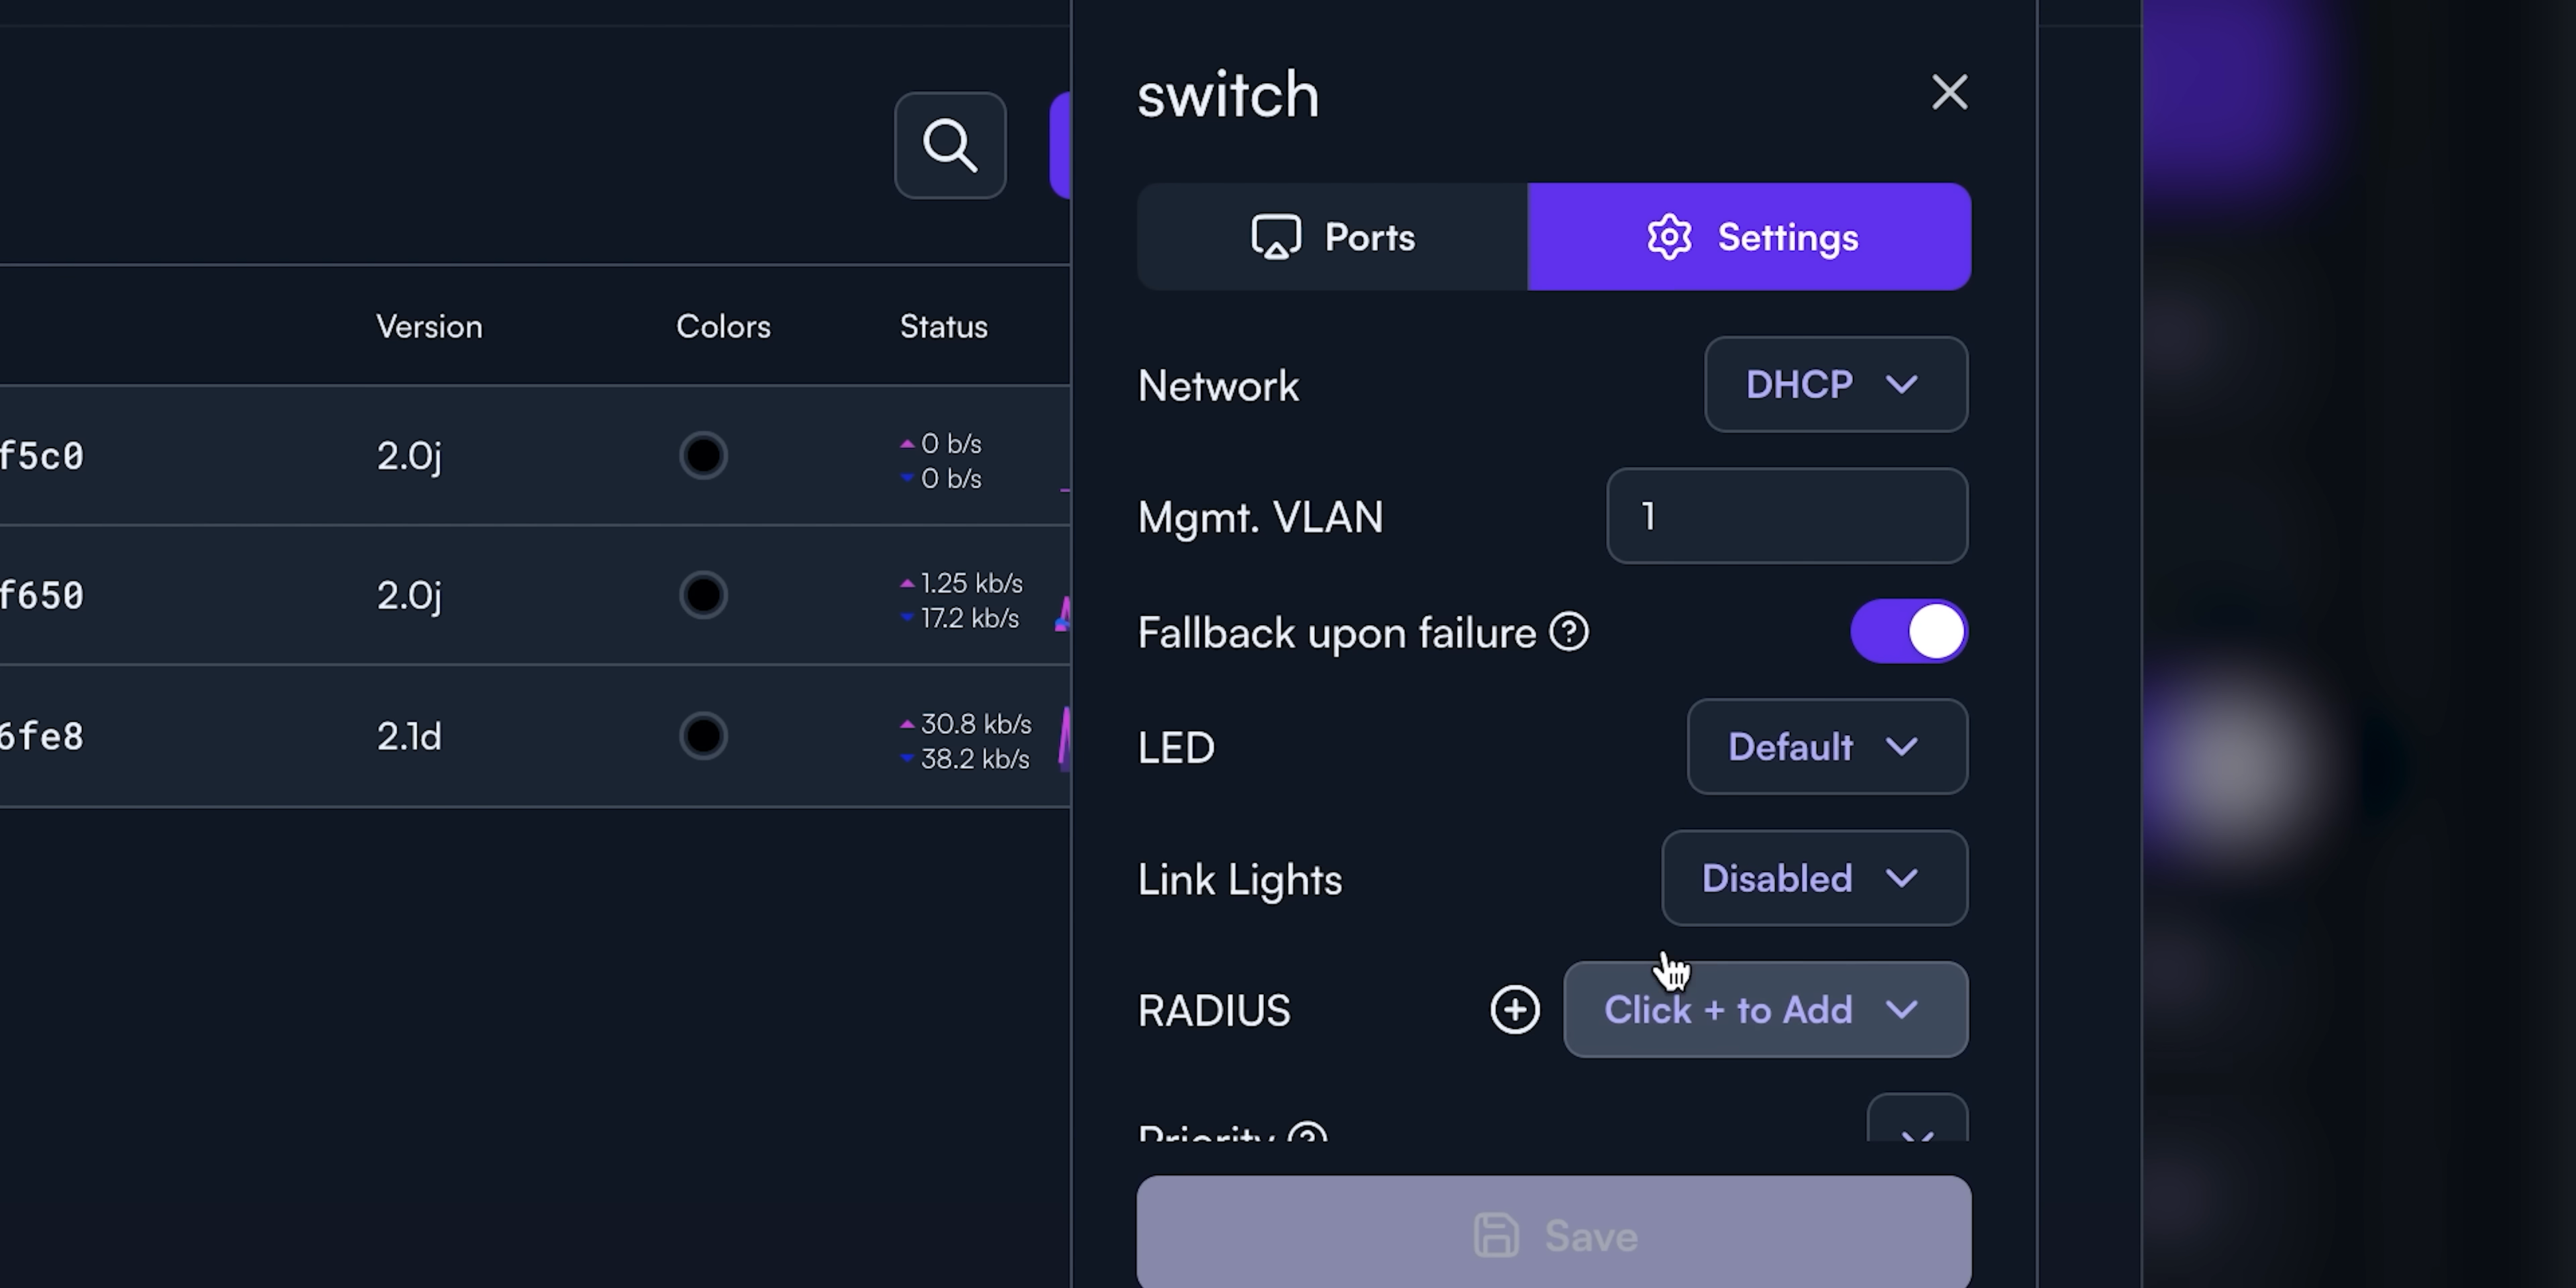 switch
Ports
Settings
Version Colors Status
Network DHCP
f5c0 2.0j 0 b/s
0 b/s
Mgmt. VLAN 1
f650 2.0j 1.25 kb/s
17.2 kb/s
Fallback upon failure ?
6fe8 2.1d 30.8 kb/s
38.2 kb/s
LED Default
Link Lights Disabled
RADIUS Click + to Add
Priority ?
Save